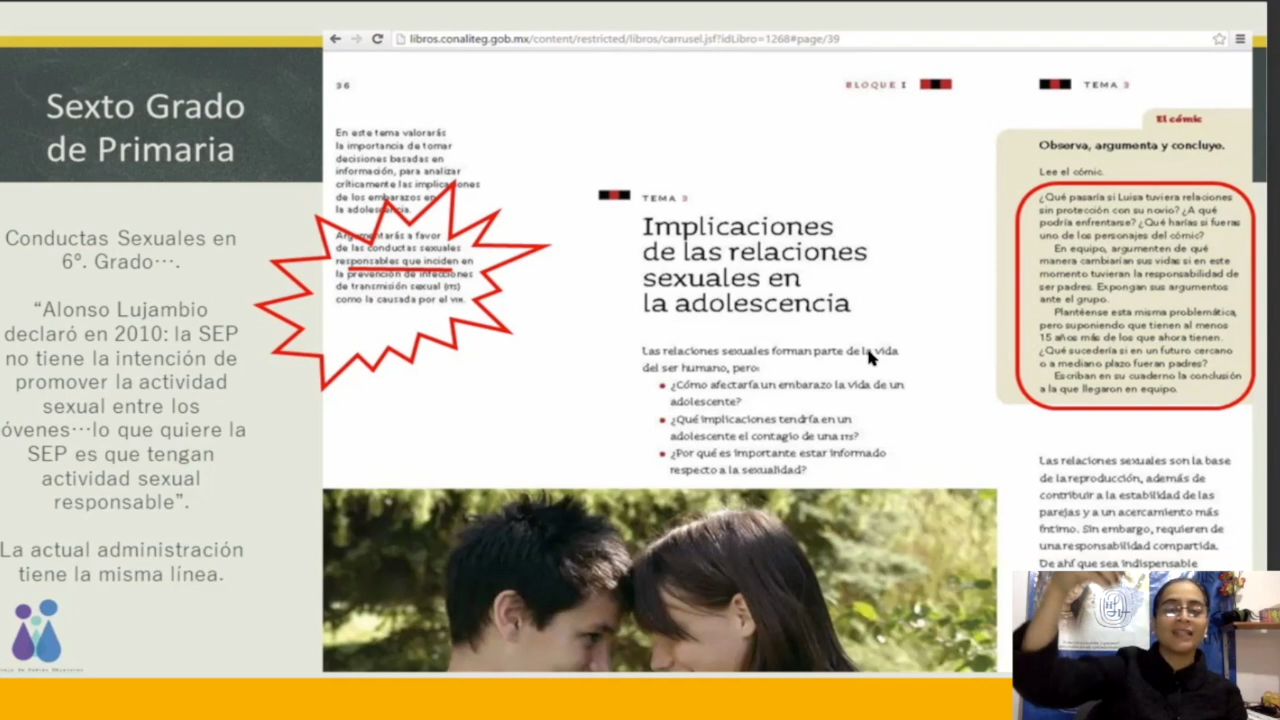 Sexto Grado
de Primaria
Conductas Sexuales en
6º. Grado….
“Alonso Lujambio
declaró en 2010: la SEP
no tiene la intención de
promover la actividad
sexual entre los
óvenes…lo que quiere la
SEP es que tengan
actividad sexual
responsable”.
La actual administración
tiene la misma línea.
libros.conaliteg.gob.mx/content/restricted/libros/carrusel.jsf?idLibro=1268#page/39
36
BLOQUE I
TEMA 3
En este tema valorarás
la importancia de tomar
decisiones basadas en
información, para analizar
críticamente las implicaciones
de los embarazos en
la adolescencia.
Argumentarás a favor
de las conductas sexuales
responsables que inciden en
la prevención de infecciones
de transmisión sexual (ITS)
como la causada por el VIH.
TEMA 3
Implicaciones
de las relaciones
sexuales en
la adolescencia
Las relaciones sexuales forman parte de la vida
del ser humano, pero:
• ¿Cómo afectaría un embarazo la vida de un
adolescente?
• ¿Qué implicaciones tendría en un
adolescente el contagio de una ITS?
• ¿Por qué es importante estar informado
respecto a la sexualidad?
El cómic
Observa, argumenta y concluye.
Lee el cómic.
¿Qué pasaría si Luisa tuviera relaciones
sin protección con su novio? ¿A qué
podría enfrentarse? ¿Qué harías si fueras
uno de los personajes del cómic?
En equipo, argumenten de qué
manera cambiarían sus vidas si en este
momento tuvieran la responsabilidad de
ser padres. Expongan sus argumentos
ante el grupo.
Plantéense esta misma problemática,
pero suponiendo que tienen al menos
15 años más de los que ahora tienen.
¿Qué sucedería si en un futuro cercano
o a mediano plazo fueran padres?
Escriban en su cuaderno la conclusión
a la que llegaron en equipo.
Las relaciones sexuales son la base
de la reproducción, además de
contribuir a la estabilidad de las
parejas y a un acercamiento más
íntimo. Sin embargo, requieren de
una responsabilidad compartida.
De ahí que sea indispensable